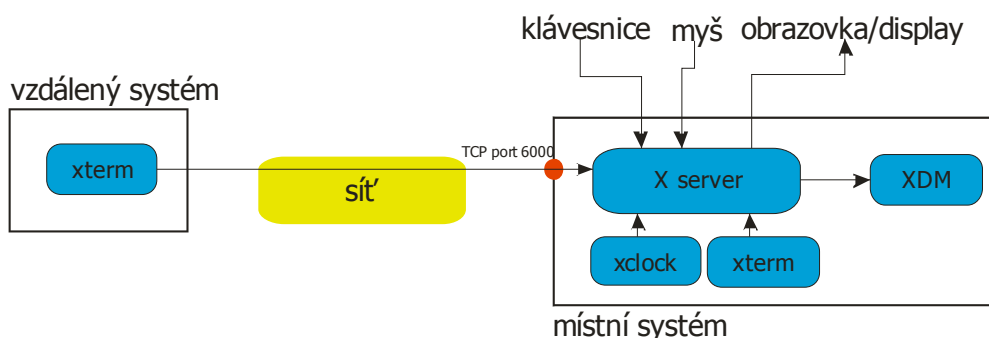 klávesnice myš obrazovka/display
vzdálený systém
xterm
síť
TCP port 6000
X server
XDM
xclock
xterm
místní systém